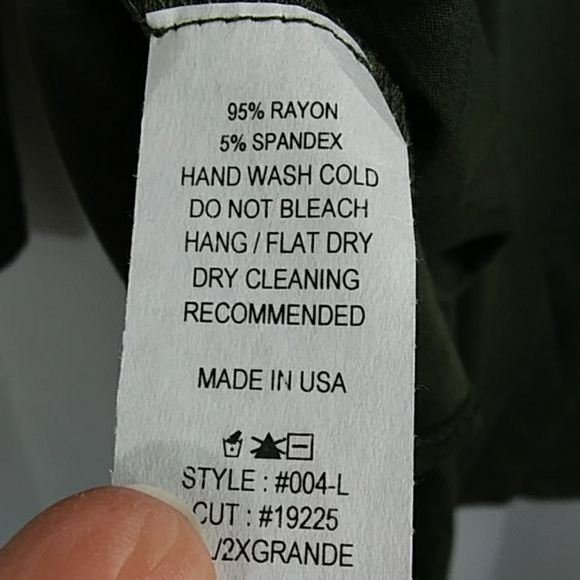 95% RAYON
5% SPANDEX
HAND WASH COLD
DO NOT BLEACH
HANG / FLAT DRY
DRY CLEANING
RECOMMENDED
MADE IN USA
STYLE : #004-L
CUT : #19225
/2XGRANDE